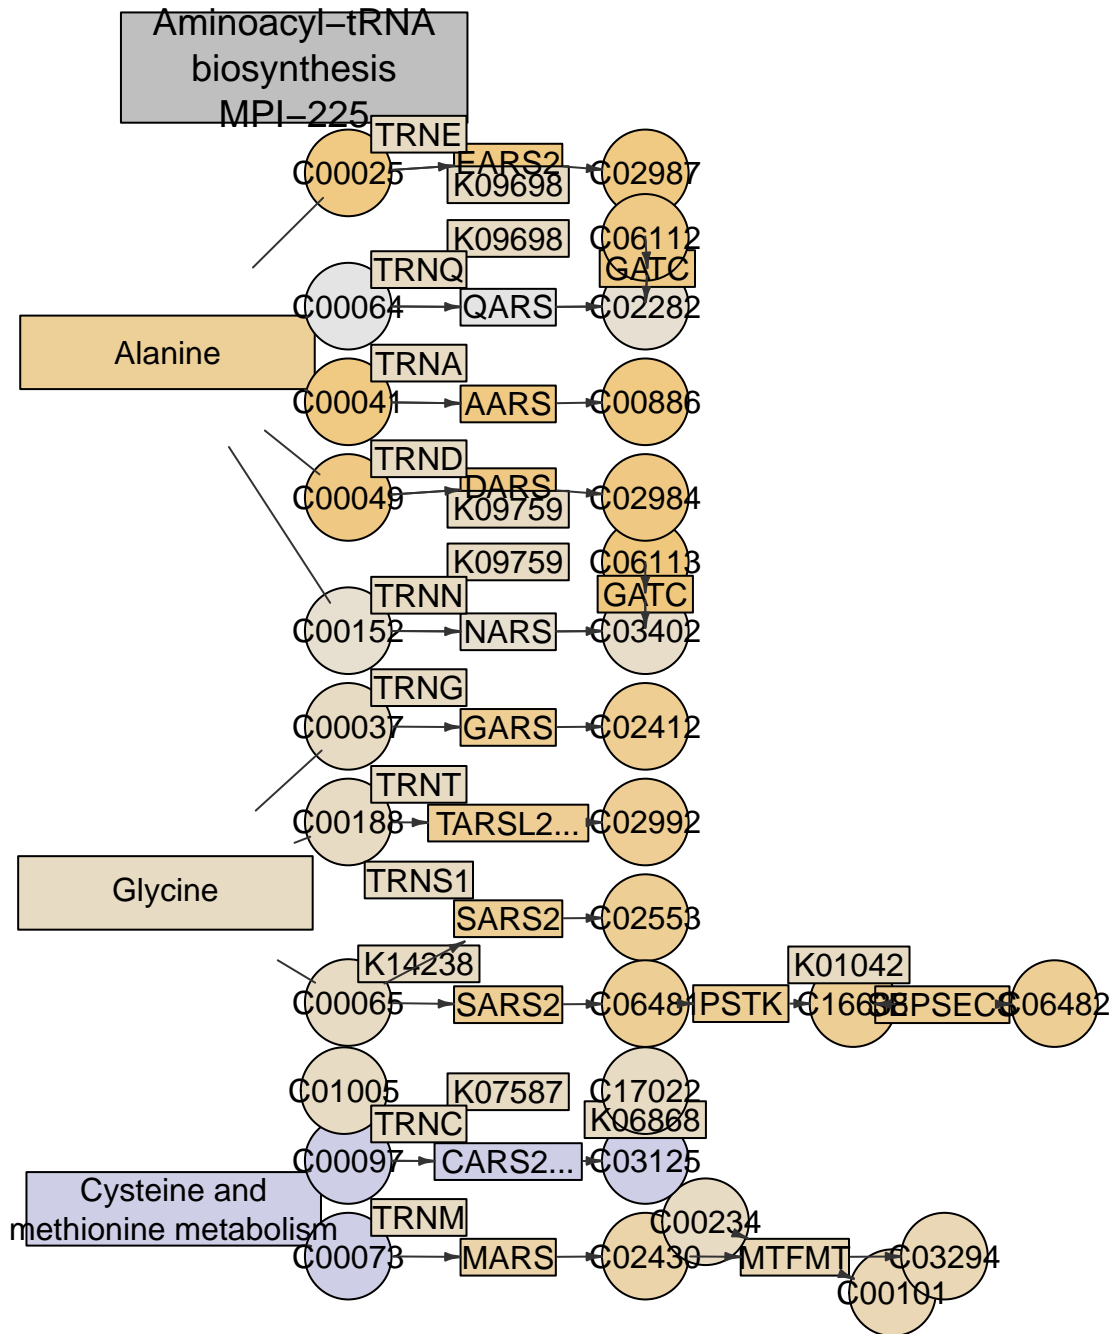 Aminoacyl−tRNA
biosynthesis
MPI−225
TRNE
C00025
EARS2
K09698
C02987
K09698
C06112
TRNQ
GATC
C00064
QARS
C02282
Alanine
TRNA
C00041
AARS
C00886
TRND
C00049
DARS
K09759
C02984
K09759
C06113
TRNN
GATC
C00152
NARS
C03402
TRNG
C00037
GARS
C02412
TRNT
C00188
TARSL2...
C02992
Glycine
TRNS1
SARS2
C02553
K14238
K01042
C00065
SARS2
C06481
PSTK
SEPSECS
C06482
C01005
K07587
C17022
TRNC
K06868
C00097
CARS2...
C03125
Cysteine and
methionine metabolism
TRNM
C00234
C00073
MARS
C02430
MTFMT
C03294
C00101